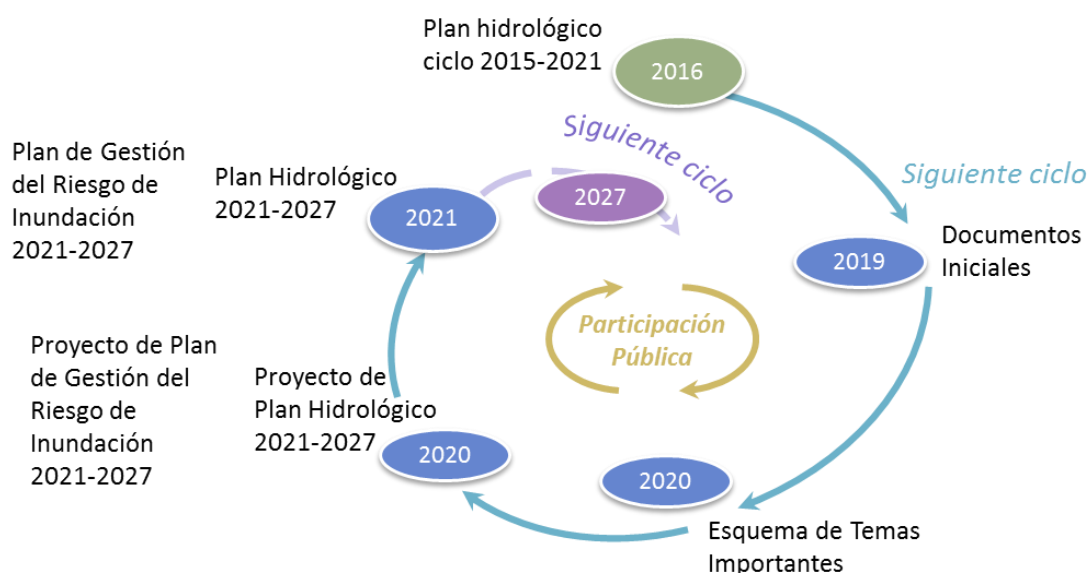 Plan hidrológico
ciclo 2015-2021
2016
Siguiente ciclo
Documentos
Iniciales
2019
Esquema de Temas
Importantes
2020
Proyecto de
Plan Hidrológico
2021-2027
2020
Proyecto de Plan
de Gestión del
Riesgo de
Inundación
2021-2027
Plan Hidrológico
2021-2027
2021
Plan de Gestión
del Riesgo de
Inundación
2021-2027
Siguiente ciclo
2027
Participación
Pública